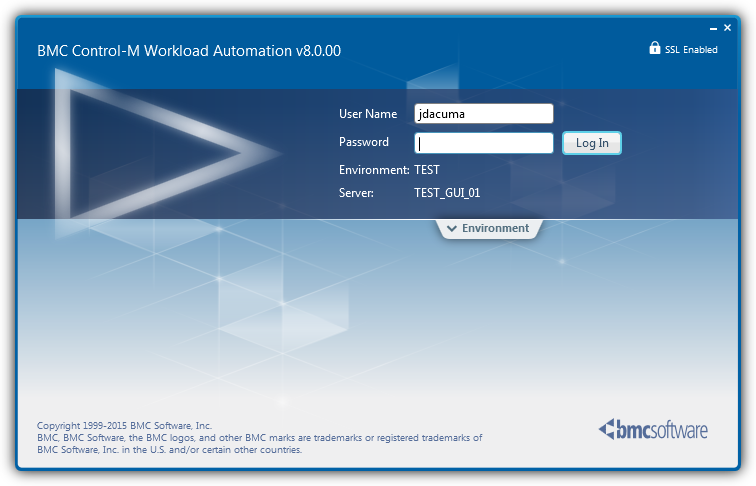 BMC Control-M Workload Automation v8.0.00
SSL Enabled
User Name jdacuma
Password Log In
Environment: TEST
Server: TEST_GUI_01
Environment
Copyright 1999-2015 BMC Software, Inc.
BMC, BMC Software, the BMC logos, and other BMC marks are trademarks or registered trademarks of
BMC Software, Inc. in the U.S. and/or certain other countries.
bmcsoftware